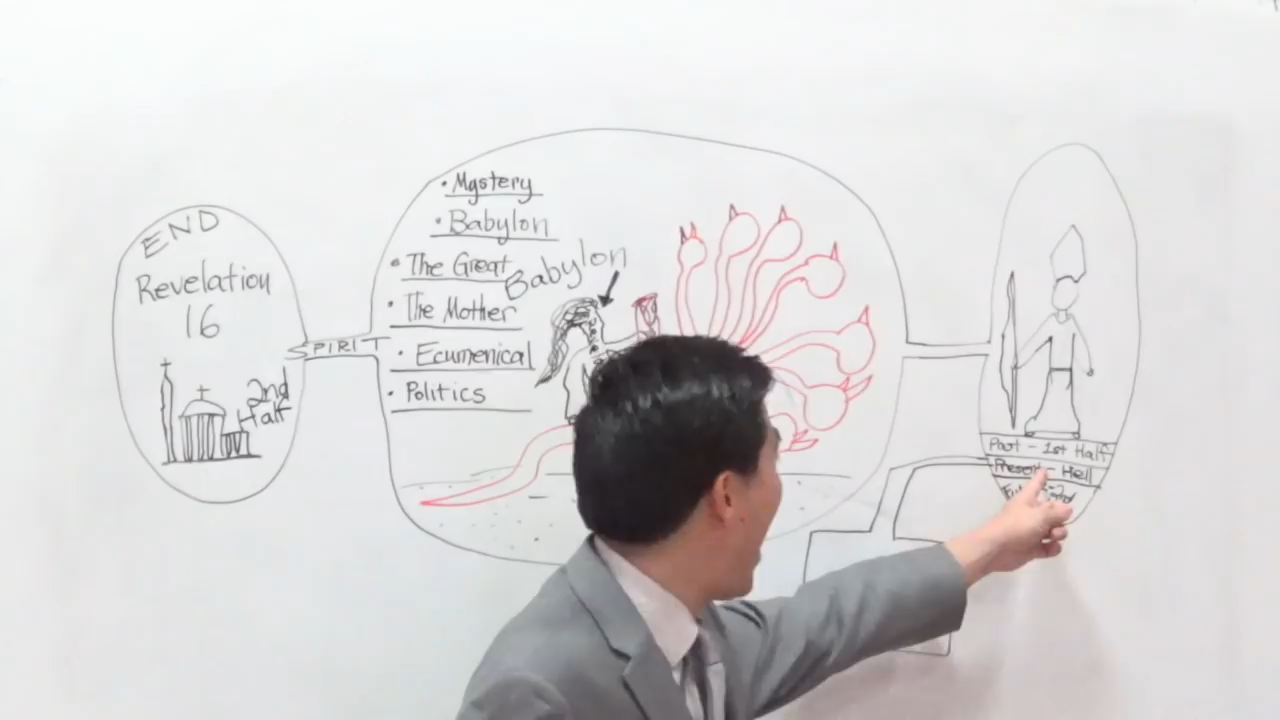 END
Revelation
16
2nd
Half
SPIRIT
• Mystery
• Babylon
• The Great
• The Mother
• Ecumenical
• Politics
Babylon
Past - 1st Half
Present - Hell
2nd